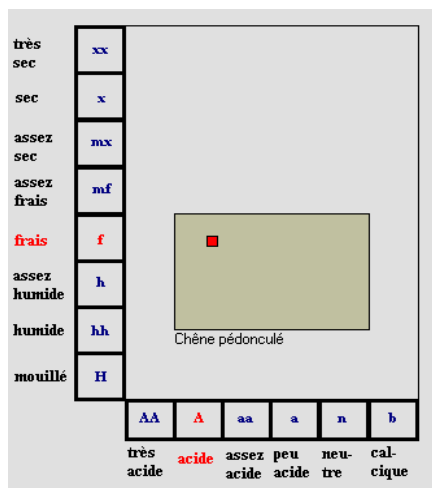 très
sec
xx
sec
x
assez
sec
mx
assez
frais
mf
frais
f
assez
humide
h
humide
hh
mouillé
H
Chêne pédonculé
AA A aa a n b
très
acide
acide
assez
acide
peu
acide
neu-
tre
cal-
cique